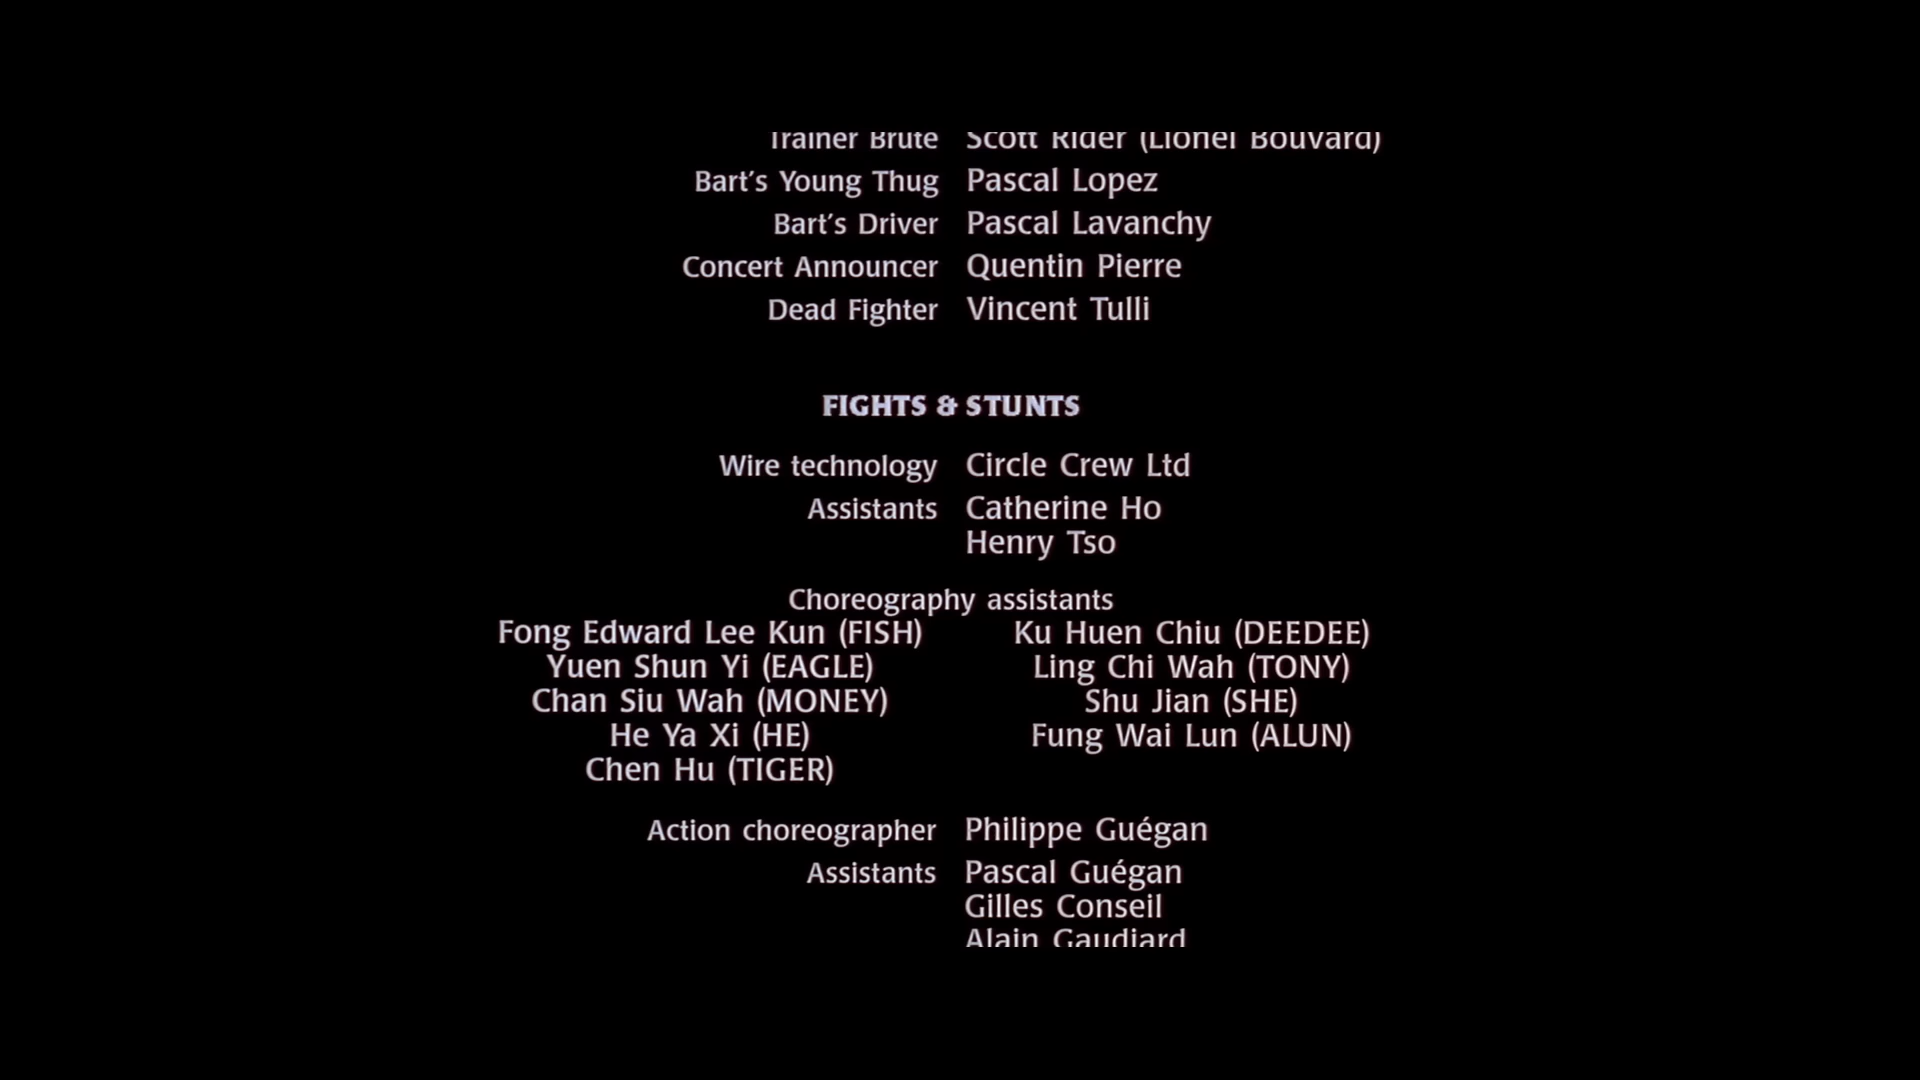 Trainer Brute Scott Rider (Lionel Bouvard)
Bart's Young Thug Pascal Lopez
Bart's Driver Pascal Lavanchy
Concert Announcer Quentin Pierre
Dead Fighter Vincent Tulli
FIGHTS & STUNTS
Wire technology Circle Crew Ltd
Assistants Catherine Ho
Henry Tso
Choreography assistants
Fong Edward Lee Kun (FISH) Ku Huen Chiu (DEEDEE)
Yuen Shun Yi (EAGLE) Ling Chi Wah (TONY)
Chan Siu Wah (MONEY) Shu Jian (SHE)
He Ya Xi (HE) Fung Wai Lun (ALUN)
Chen Hu (TIGER)
Action choreographer Philippe Guégan
Assistants Pascal Guégan
Gilles Conseil
Alain Gaudiard